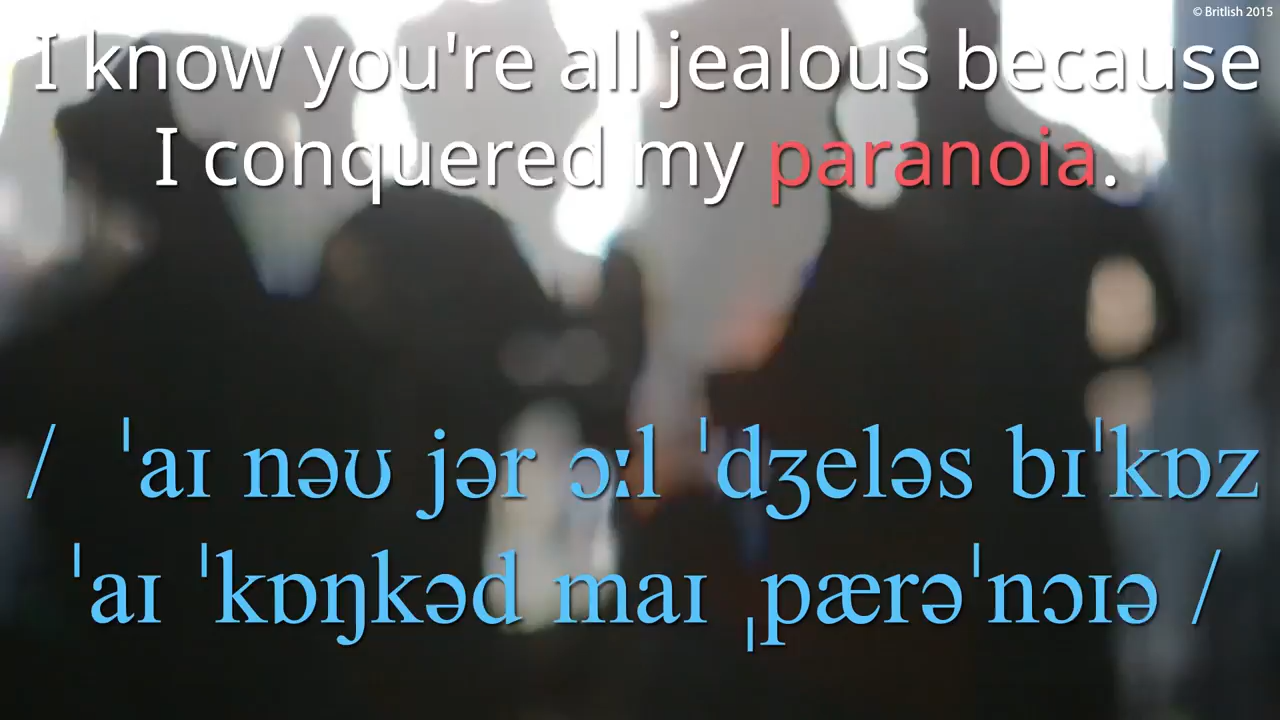 © Britlish 2015
I know you're all jealous because
I conquered my paranoia.
/ ˈaɪ nəʊ jər ɔːl ˈdʒeləs bɪˈkɒz
ˈaɪ ˈkɒŋkəd maɪ ˌpærəˈnɔɪə /